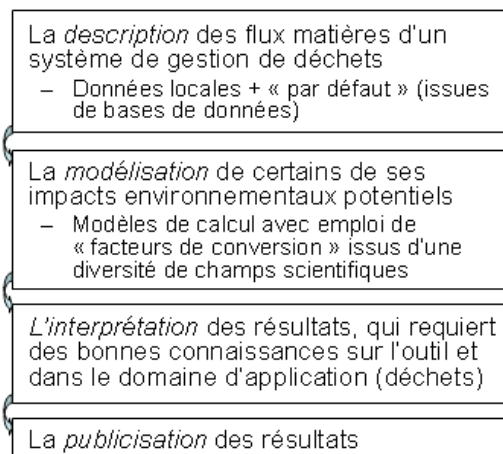 La description des flux matières d'un
système de gestion de déchets
– Données locales + « par défaut » (issues
de bases de données)
La modélisation de certains de ses
impacts environnementaux potentiels
– Modèles de calcul avec emploi de
« facteurs de conversion » issus d'une
diversité de champs scientifiques
L'interprétation des résultats, qui requiert
des bonnes connaissances sur l'outil et
dans le domaine d'application (déchets)
La publicisation des résultats